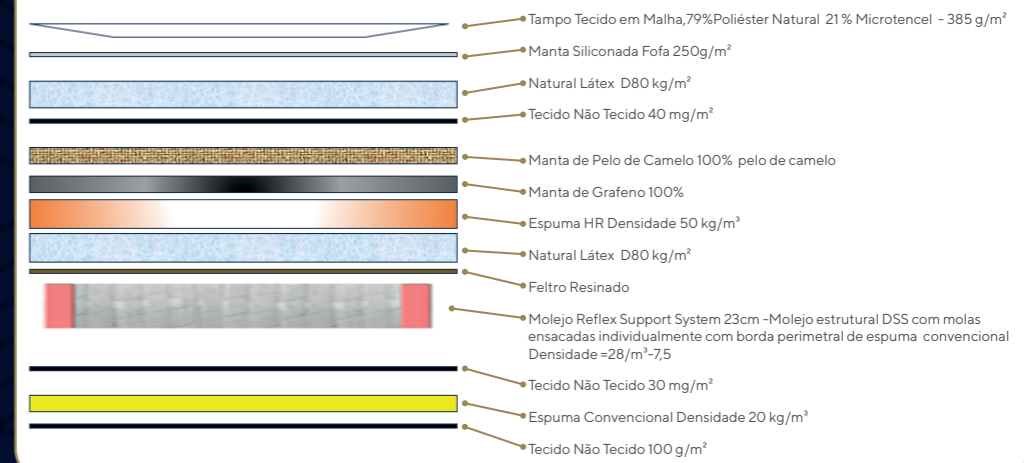 Tampo Tecido em Malha,79%Poliéster Natural 21 % Microtencel - 385 g/m²
Manta Siliconada Fofa 250g/m²
Natural Látex D80 kg/m²
Tecido Não Tecido 40 mg/m²
Manta de Pelo de Camelo 100% pelo de camelo
Manta de Grafeno 100%
Espuma HR Densidade 50 kg/m³
Natural Látex D80 kg/m²
Feltro Resinado
Molejo Reflex Support System 23cm -Molejo estrutural DSS com molas
ensacadas individualmente com borda perimetral de espuma convencional
Densidade =28/m³-7,5
Tecido Não Tecido 30 mg/m²
Espuma Convencional Densidade 20 kg/m³
Tecido Não Tecido 100 g/m²